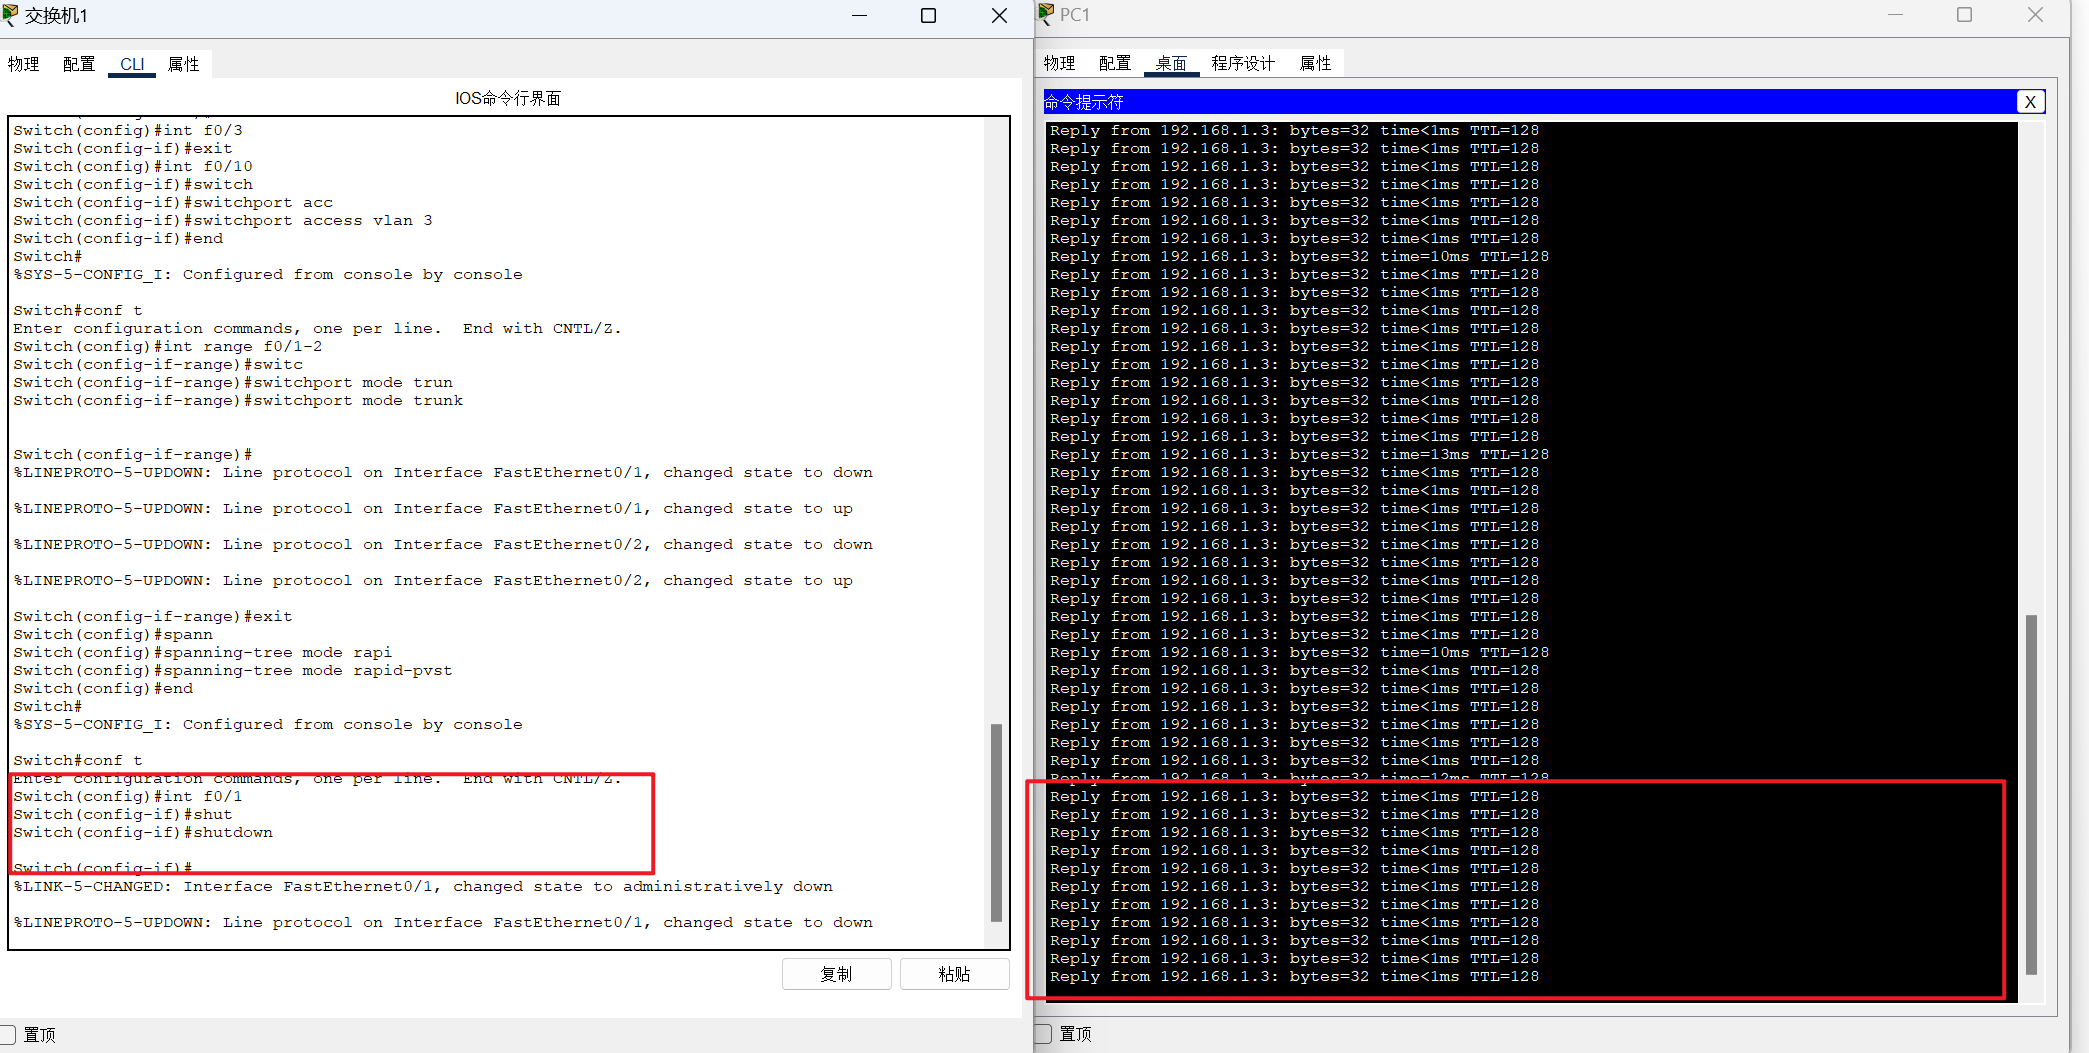 交换机1
物理 配置 CLI 属性
IOS命令行界面
Switch(config)#int f0/3
Switch(config-if)#exit
Switch(config)#int f0/10
Switch(config-if)#switch
Switch(config-if)#switchport acc
Switch(config-if)#switchport access vlan 3
Switch(config-if)#end
Switch#
%SYS-5-CONFIG_I: Configured from console by console
Switch#conf t
Enter configuration commands, one per line.  End with CNTL/Z.
Switch(config)#int range f0/1-2
Switch(config-if-range)#switc
Switch(config-if-range)#switchport mode trun
Switch(config-if-range)#switchport mode trunk
Switch(config-if-range)#
%LINEPROTO-5-UPDOWN: Line protocol on Interface FastEthernet0/1, changed state to down
%LINEPROTO-5-UPDOWN: Line protocol on Interface FastEthernet0/1, changed state to up
%LINEPROTO-5-UPDOWN: Line protocol on Interface FastEthernet0/2, changed state to down
%LINEPROTO-5-UPDOWN: Line protocol on Interface FastEthernet0/2, changed state to up
Switch(config-if-range)#exit
Switch(config)#spann
Switch(config)#spanning-tree mode rapi
Switch(config)#spanning-tree mode rapid-pvst
Switch(config)#end
Switch#
%SYS-5-CONFIG_I: Configured from console by console
Switch#conf t
Enter configuration commands, one per line.  End with CNTL/Z.
Switch(config)#int f0/1
Switch(config-if)#shut
Switch(config-if)#shutdown
Switch(config-if)#
%LINK-5-CHANGED: Interface FastEthernet0/1, changed state to administratively down
%LINEPROTO-5-UPDOWN: Line protocol on Interface FastEthernet0/1, changed state to down
复制 粘贴
置顶
PC1
物理 配置 桌面 程序设计 属性
命令提示符 X
Reply from 192.168.1.3: bytes=32 time<1ms TTL=128
Reply from 192.168.1.3: bytes=32 time<1ms TTL=128
Reply from 192.168.1.3: bytes=32 time<1ms TTL=128
Reply from 192.168.1.3: bytes=32 time<1ms TTL=128
Reply from 192.168.1.3: bytes=32 time<1ms TTL=128
Reply from 192.168.1.3: bytes=32 time<1ms TTL=128
Reply from 192.168.1.3: bytes=32 time<1ms TTL=128
Reply from 192.168.1.3: bytes=32 time=10ms TTL=128
Reply from 192.168.1.3: bytes=32 time<1ms TTL=128
Reply from 192.168.1.3: bytes=32 time<1ms TTL=128
Reply from 192.168.1.3: bytes=32 time<1ms TTL=128
Reply from 192.168.1.3: bytes=32 time<1ms TTL=128
Reply from 192.168.1.3: bytes=32 time<1ms TTL=128
Reply from 192.168.1.3: bytes=32 time<1ms TTL=128
Reply from 192.168.1.3: bytes=32 time<1ms TTL=128
Reply from 192.168.1.3: bytes=32 time<1ms TTL=128
Reply from 192.168.1.3: bytes=32 time<1ms TTL=128
Reply from 192.168.1.3: bytes=32 time<1ms TTL=128
Reply from 192.168.1.3: bytes=32 time=13ms TTL=128
Reply from 192.168.1.3: bytes=32 time<1ms TTL=128
Reply from 192.168.1.3: bytes=32 time<1ms TTL=128
Reply from 192.168.1.3: bytes=32 time<1ms TTL=128
Reply from 192.168.1.3: bytes=32 time<1ms TTL=128
Reply from 192.168.1.3: bytes=32 time<1ms TTL=128
Reply from 192.168.1.3: bytes=32 time<1ms TTL=128
Reply from 192.168.1.3: bytes=32 time<1ms TTL=128
Reply from 192.168.1.3: bytes=32 time<1ms TTL=128
Reply from 192.168.1.3: bytes=32 time<1ms TTL=128
Reply from 192.168.1.3: bytes=32 time<1ms TTL=128
Reply from 192.168.1.3: bytes=32 time=10ms TTL=128
Reply from 192.168.1.3: bytes=32 time<1ms TTL=128
Reply from 192.168.1.3: bytes=32 time<1ms TTL=128
Reply from 192.168.1.3: bytes=32 time<1ms TTL=128
Reply from 192.168.1.3: bytes=32 time<1ms TTL=128
Reply from 192.168.1.3: bytes=32 time<1ms TTL=128
Reply from 192.168.1.3: bytes=32 time<1ms TTL=128
Reply from 192.168.1.3: bytes=32 time=12ms TTL=128
Reply from 192.168.1.3: bytes=32 time<1ms TTL=128
Reply from 192.168.1.3: bytes=32 time<1ms TTL=128
Reply from 192.168.1.3: bytes=32 time<1ms TTL=128
Reply from 192.168.1.3: bytes=32 time<1ms TTL=128
Reply from 192.168.1.3: bytes=32 time<1ms TTL=128
Reply from 192.168.1.3: bytes=32 time<1ms TTL=128
Reply from 192.168.1.3: bytes=32 time<1ms TTL=128
Reply from 192.168.1.3: bytes=32 time<1ms TTL=128
Reply from 192.168.1.3: bytes=32 time<1ms TTL=128
Reply from 192.168.1.3: bytes=32 time<1ms TTL=128
Reply from 192.168.1.3: bytes=32 time<1ms TTL=128
置顶